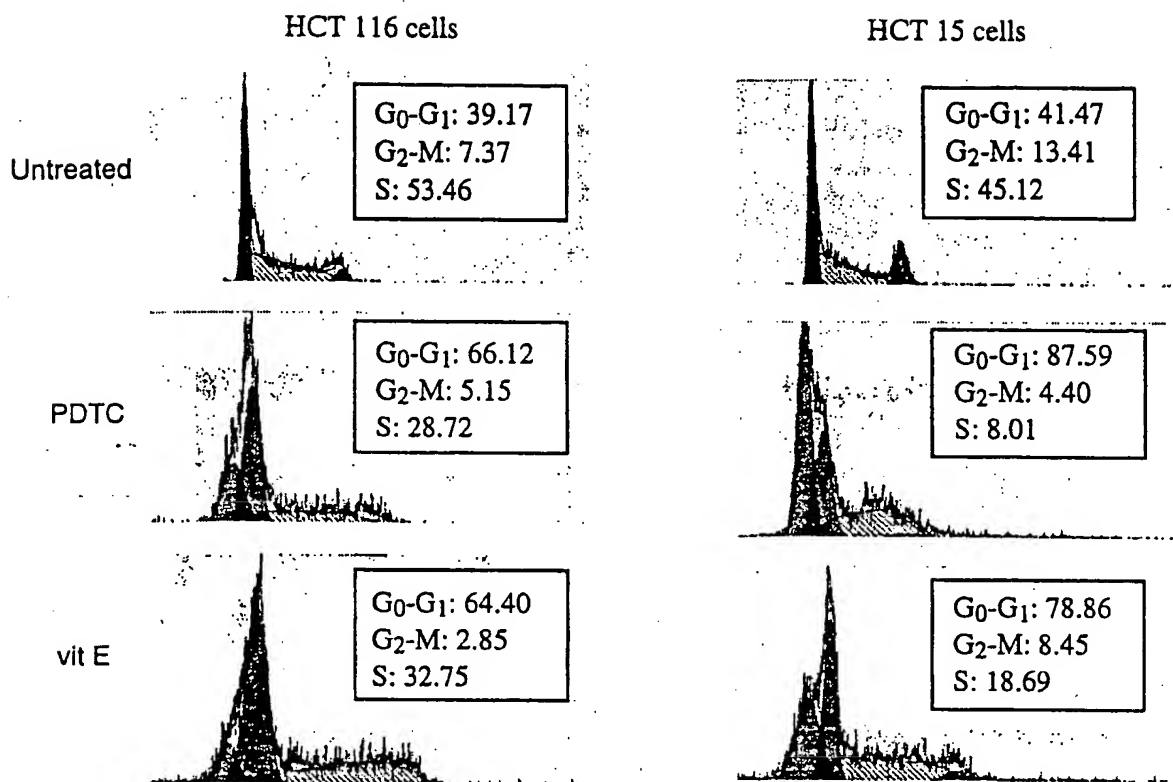 HCT 116 cells
HCT 15 cells
Untreated
G0-G1: 39.17
G2-M: 7.37
S: 53.46
G0-G1: 41.47
G2-M: 13.41
S: 45.12
PDTC
G0-G1: 66.12
G2-M: 5.15
S: 28.72
G0-G1: 87.59
G2-M: 4.40
S: 8.01
vit E
G0-G1: 64.40
G2-M: 2.85
S: 32.75
G0-G1: 78.86
G2-M: 8.45
S: 18.69